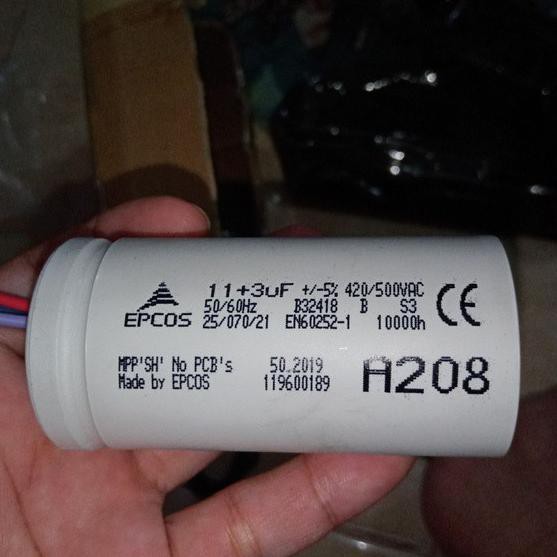 11+3uF +/-5% 420/500VAC
50/60Hz B32418 B S3
EPCOS 25/070/21 EN60252-1 10000h
CE
MPP'SH' No PCB's 50.2019
Made by EPCOS 119600189
A208